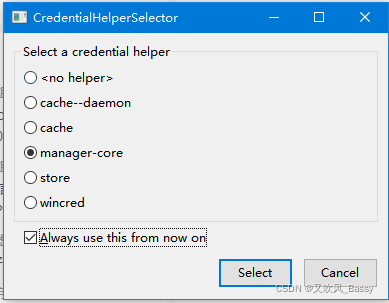 CredentialHelperSelector
Select a credential helper
<no helper>
cache--daemon
cache
manager-core
store
wincred
Always use this from now on
Select Cancel
CSDN @又吹风_Bassy